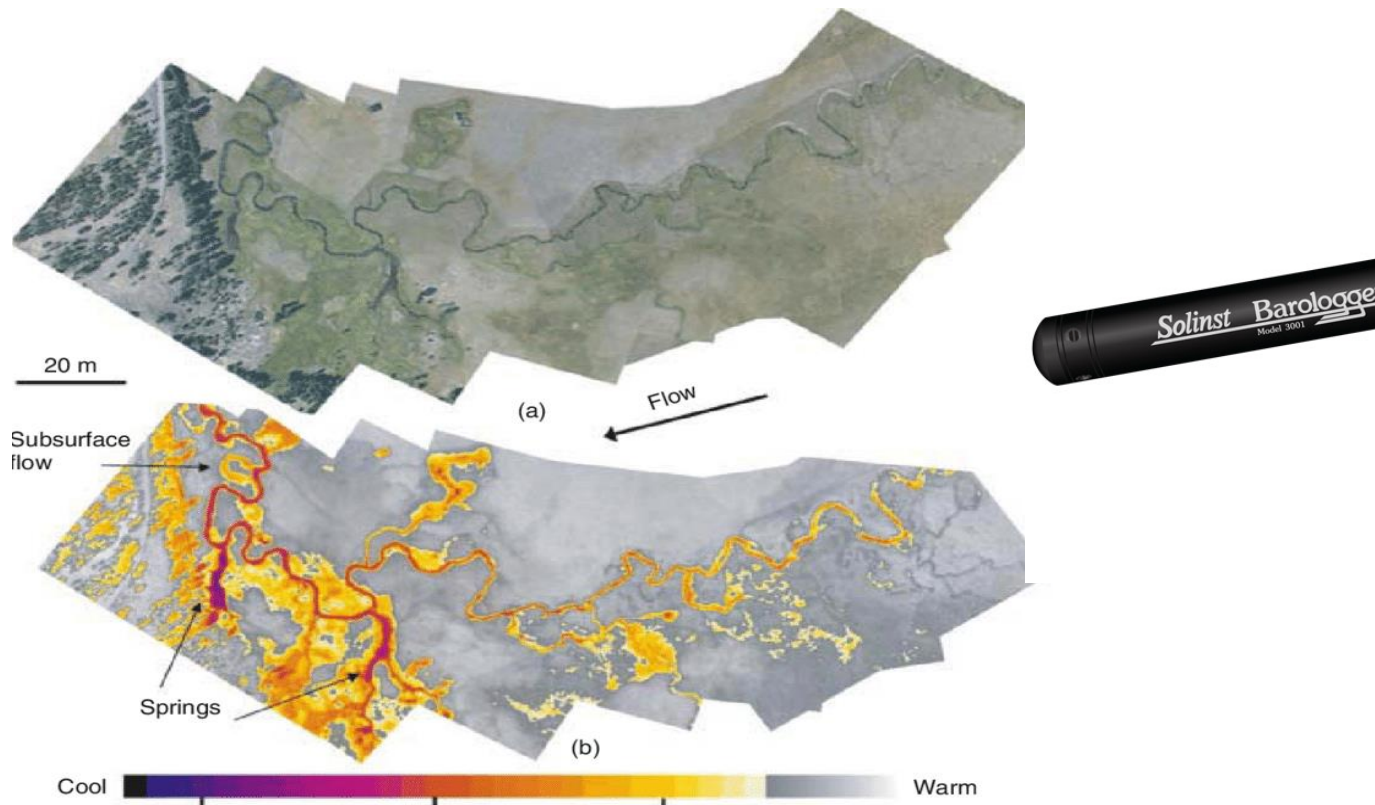 20 m
(a)
Flow
Subsurface
flow
Springs
(b)
Cool
Warm
Solinst Barologge
Model 3001